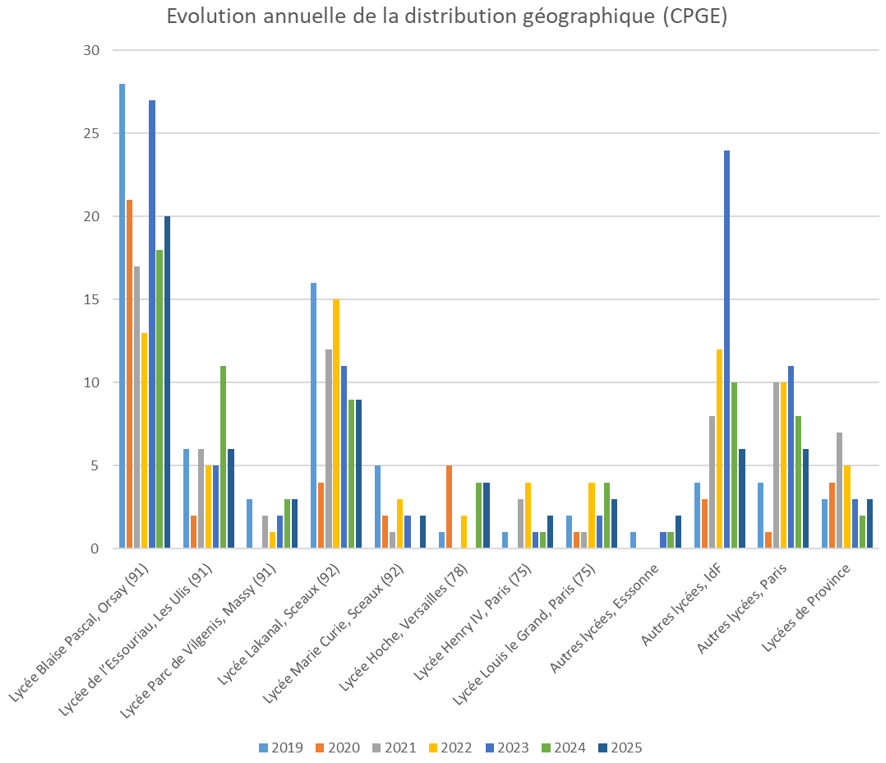 Evolution annuelle de la distribution géographique (CPGE)
30
25
20
15
10
5
0
Lycée Blaise Pascal, Orsay (91)
Lycée de l'Essouriau, Les Ulis (91)
Lycée Parc de Vilgenis, Massy (91)
Lycée Lakanal, Sceaux (92)
Lycée Marie Curie, Sceaux (92)
Lycée Hoche, Versailles (78)
Lycée Henry IV, Paris (75)
Lycée Louis le Grand, Paris (75)
Autres lycées, Esssonne
Autres lycées, IdF
Autres lycées, Paris
Lycées de Province
2019 2020 2021 2022 2023 2024 2025